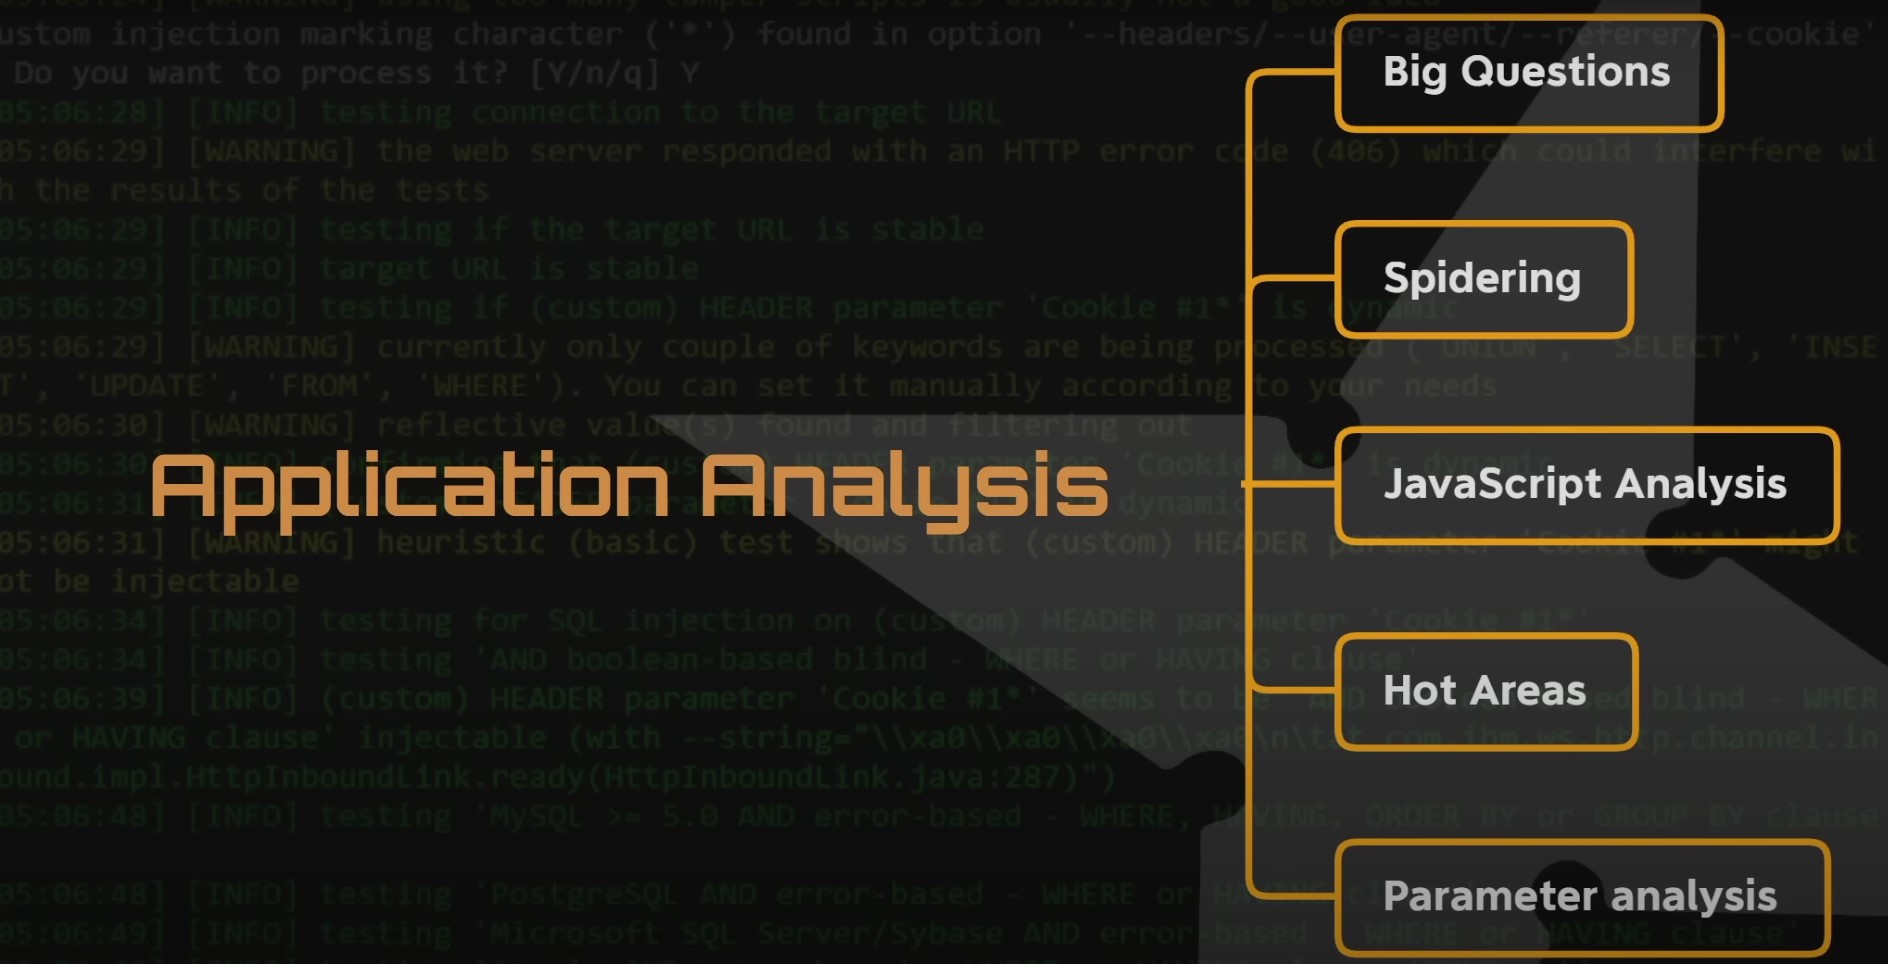 ustom injection marking character ('*') found in option '--headers/--user-agent/--referer/--cookie'
Do you want to process it? [Y/n/q] Y
05:06:28] [INFO] testing connection to the target URL
05:06:29] [WARNING] the web server responded with an HTTP error code (406) which could interfere wi
h the results of the tests
05:06:29] [INFO] testing if the target URL is stable
05:06:29] [INFO] target URL is stable
05:06:29] [INFO] testing if (custom) HEADER parameter 'Cookie #1*' is dynamic
05:06:29] [WARNING] currently only couple of keywords are being processed ('UNION', 'SELECT', 'INSE
T', 'UPDATE', 'FROM', 'WHERE'). You can set it manually according to your needs
05:06:30] [WARNING] reflective value(s) found and filtering out
05:06:31] [WARNING] heuristic (basic) test shows that (custom) HEADER parameter 'Cookie #1*' might
ot be injectable
05:06:34] [INFO] testing for SQL injection on (custom) HEADER parameter 'Cookie #1*'
05:06:34] [INFO] testing 'AND boolean-based blind - WHERE or HAVING clause'
05:06:39] [INFO] (custom) HEADER parameter 'Cookie #1*' seems to be 'AND blind - WHER
or HAVING clause' injectable (with --string="\\xa0\\xa0\\xa0\\xa0\n\tat com.ibm.ws.http.channel.in
ound.impl.HttpInboundLink.ready(HttpInboundLink.java:287)")
05:06:48] [INFO] testing 'MySQL >= 5.0 AND error-based - WHERE, HAVING, ORDER BY or GROUP BY clause
05:06:48] [INFO] testing 'PostgreSQL AND error-based - WHERE or HAVING
05:06:49] [INFO] testing 'Microsoft SQL Server/Sybase AND error-based - WHERE or HAVING clause'
Application Analysis
Big Questions
Spidering
JavaScript Analysis
Hot Areas
Parameter analysis